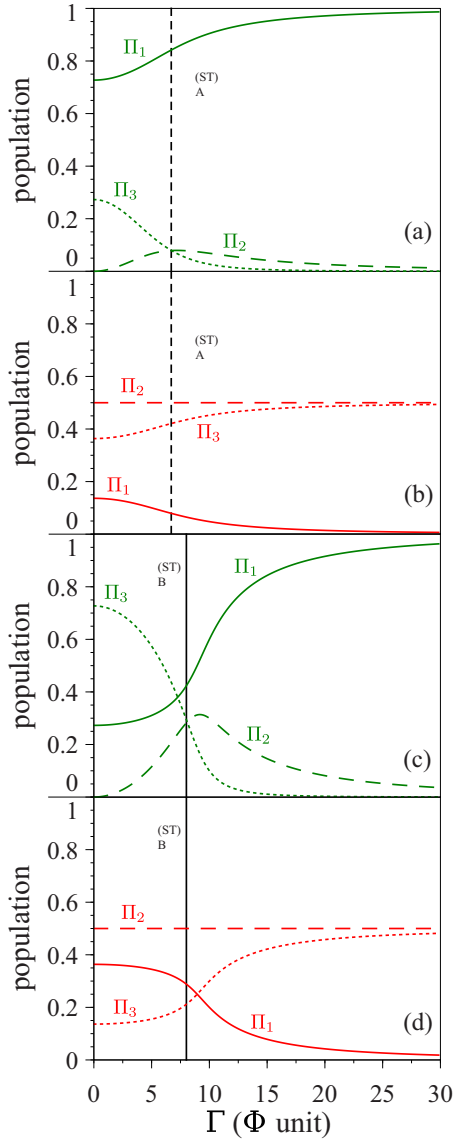 1
Π₁
0.8
(ST)
A
0.6
population
0.4
Π₃
0.2
Π₂
(a)
0
1
0.8
(ST)
A
0.6
Π₂
population
0.4
Π₃
0.2
Π₁
(b)
0
1
(ST)
B
Π₁
0.8
Π₃
0.6
population
0.4
0.2
Π₂
(c)
0
1
(ST)
B
0.8
0.6
Π₂
population
0.4
0.2
Π₃
Π₁
(d)
0
0 5 10 15 20 25 30
Γ (Φ unit)